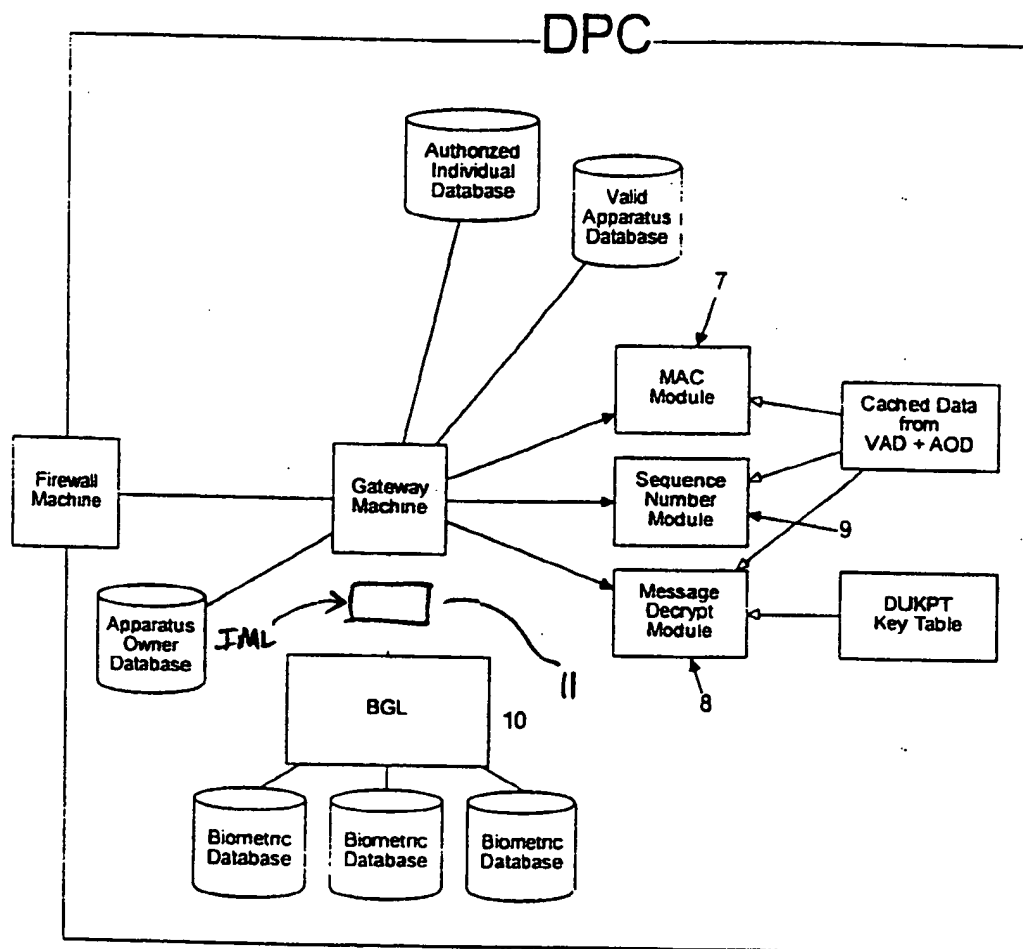 DPC
Authorized
Individual
Database
Valid
Apparatus
Database
7
MAC
Module
Cached Data
from
VAD + AOD
Firewall
Machine
Gateway
Machine
Sequence
Number
Module
9
Apparatus
Owner
Database
IML
Message
Decrypt
Module
DUKPT
Key Table
11
8
BGL
10
Biometric
Database
Biometric
Database
Biometric
Database